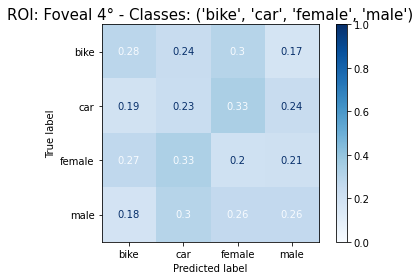 ROI: Foveal 4° - Classes: ('bike', 'car', 'female', 'male')
1.0
bike 0.28 0.24 0.3 0.17
0.8
car 0.19 0.23 0.33 0.24
0.6
True label
0.4
female 0.27 0.33 0.2 0.21
0.2
male 0.18 0.3 0.26 0.26
0.0
bike car female male
Predicted label